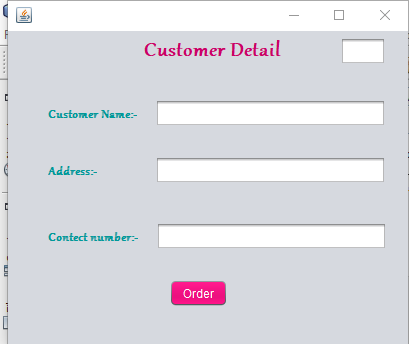 Customer Detail
Customer Name:-
Address:-
Contect number:-
Order